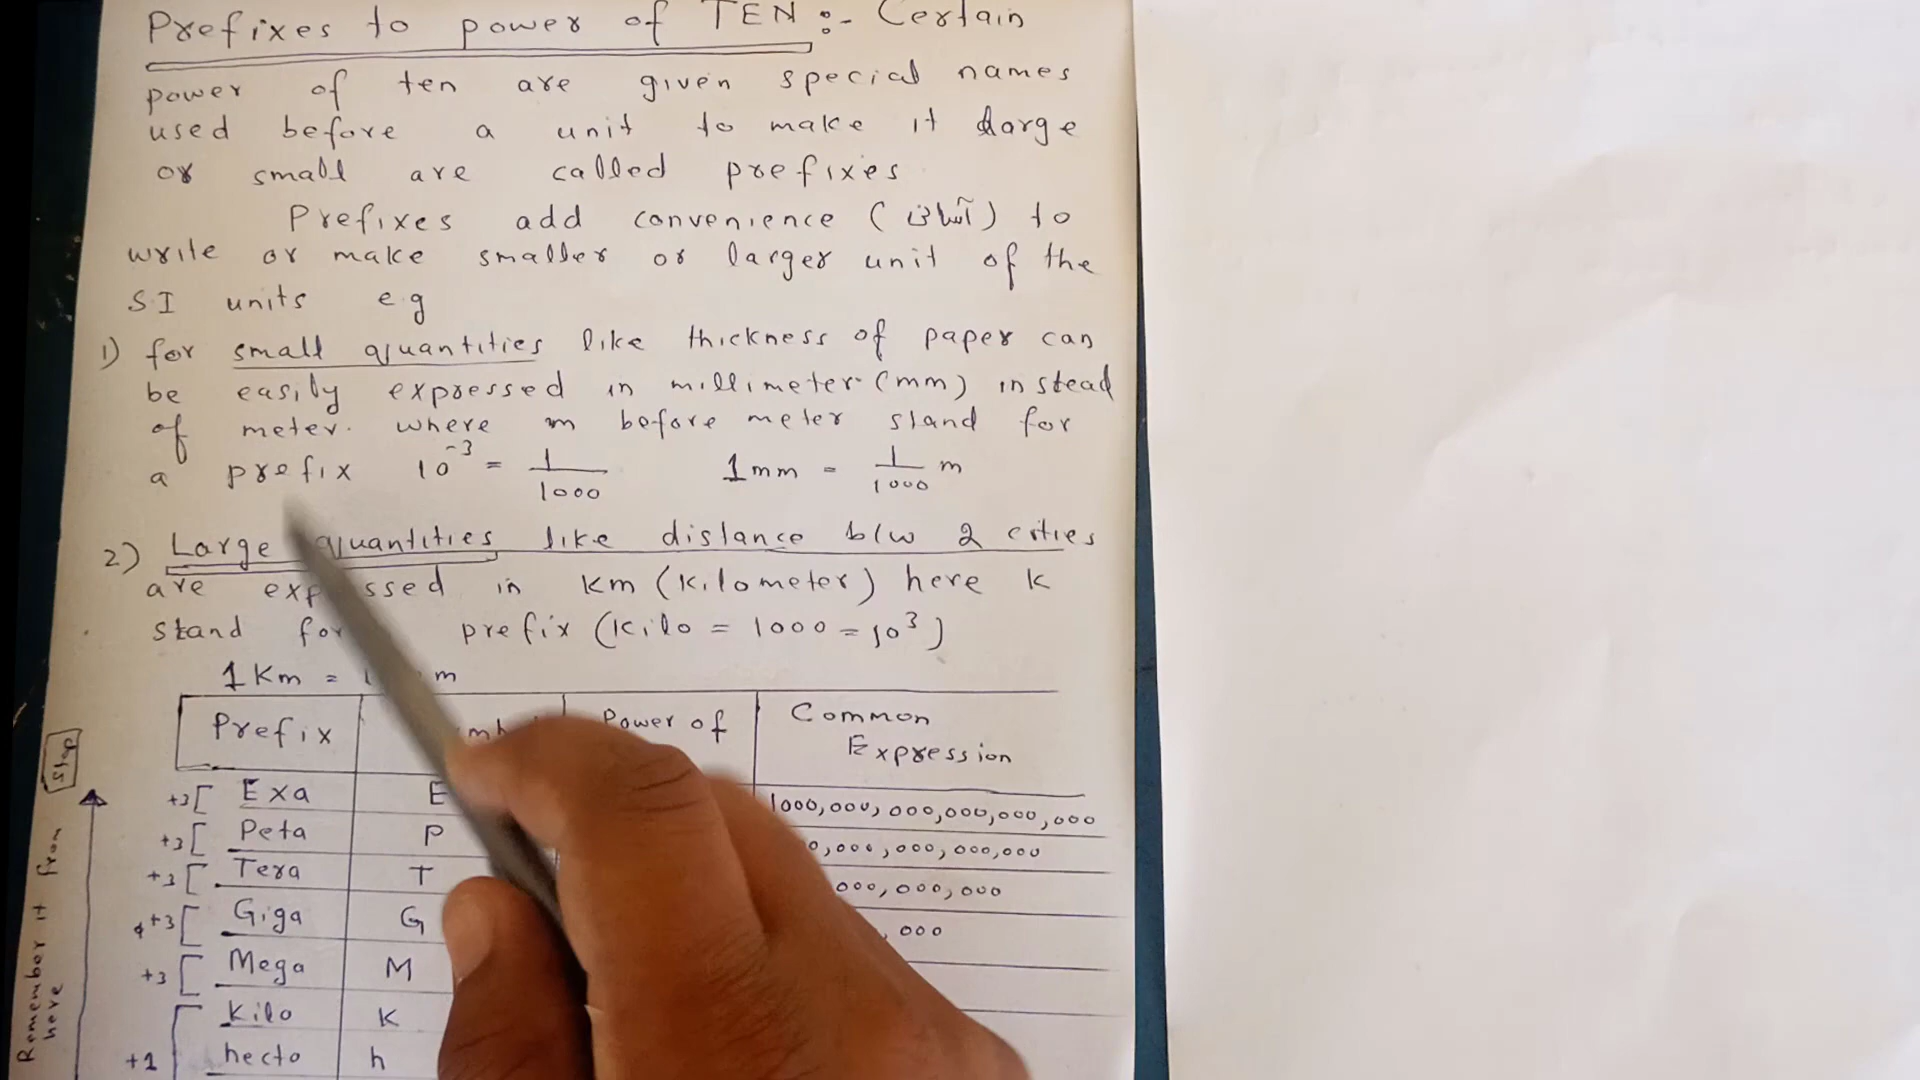 Prefixes to power of TEN :- Certain
power of ten are given special names
used before a unit to make it large
or small are called prefixes
Prefixes add convenience (آسانی) to
write or make smaller or larger unit of the
SI units e.g
1) for small quantities like thickness of paper can
be easily expressed in millimeter (mm) instead
of meter. where m before meter stand for
a prefix 10⁻³ = 1/1000 1mm = 1/1000 m
2) Large quantities like distance b/w 2 cities
are expressed in Km (Kilometer) here K
stand for prefix (Kilo = 1000 = 10³)
1 Km = m
Prefix Power of Common
Expression
+3 Exa E 1000,000,000,000,000,000
+3 Peta P 0,000,000,000,000
+3 Tera T 000,000,000
+3 Giga G ,000
+3 Mega M
Kilo K
+1 hecto h
Stop
Remember it from
here